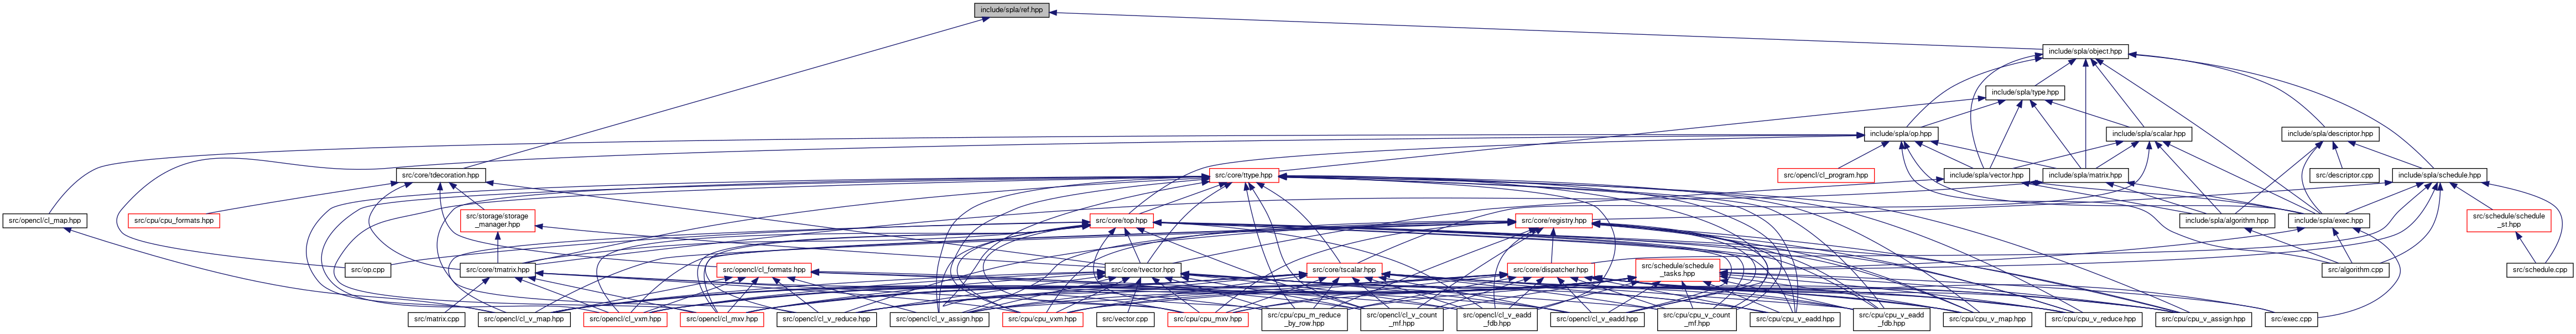 include/spla/ref.hpp
include/spla/object.hpp
include/spla/type.hpp
include/spla/op.hpp
include/spla/scalar.hpp
include/spla/descriptor.hpp
src/core/tdecoration.hpp
src/core/ttype.hpp
src/opencl/cl_program.hpp
include/spla/vector.hpp
include/spla/matrix.hpp
src/descriptor.cpp
include/spla/schedule.hpp
src/opencl/cl_map.hpp
src/cpu/cpu_formats.hpp
src/storage/storage
_manager.hpp
src/core/top.hpp
src/core/registry.hpp
include/spla/algorithm.hpp
include/spla/exec.hpp
src/schedule/schedule
_st.hpp
src/op.cpp
src/core/tmatrix.hpp
src/opencl/cl_formats.hpp
src/core/tvector.hpp
src/core/tscalar.hpp
src/core/dispatcher.hpp
src/schedule/schedule
_tasks.hpp
src/algorithm.cpp
src/schedule.cpp
src/matrix.cpp
src/opencl/cl_v_map.hpp
src/opencl/cl_vxm.hpp
src/opencl/cl_mxv.hpp
src/opencl/cl_v_reduce.hpp
src/opencl/cl_v_assign.hpp
src/cpu/cpu_vxm.hpp
src/vector.cpp
src/cpu/cpu_mxv.hpp
src/cpu/cpu_m_reduce
_by_row.hpp
src/opencl/cl_v_count
_mf.hpp
src/opencl/cl_v_eadd
_fdb.hpp
src/opencl/cl_v_eadd.hpp
src/cpu/cpu_v_count
_mf.hpp
src/cpu/cpu_v_eadd.hpp
src/cpu/cpu_v_eadd
_fdb.hpp
src/cpu/cpu_v_map.hpp
src/cpu/cpu_v_reduce.hpp
src/cpu/cpu_v_assign.hpp
src/exec.cpp